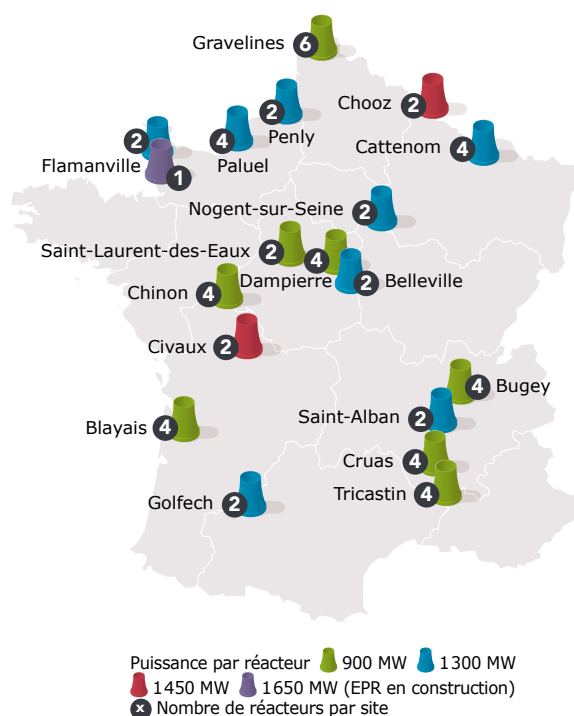 Gravelines 6
Chooz 2
2 Penly
4 Paluel
Cattenom 4
2
Flamanville 1
Nogent-sur-Seine 2
Saint-Laurent-des-Eaux 2
4 Dampierre
2 Belleville
Chinon 4
Civaux 2
4 Bugey
Saint-Alban 2
Blayais 4
Cruas 4
Tricastin 4
Golfech 2
Puissance par réacteur 900 MW 1300 MW
1450 MW 1650 MW (EPR en construction)
x Nombre de réacteurs par site